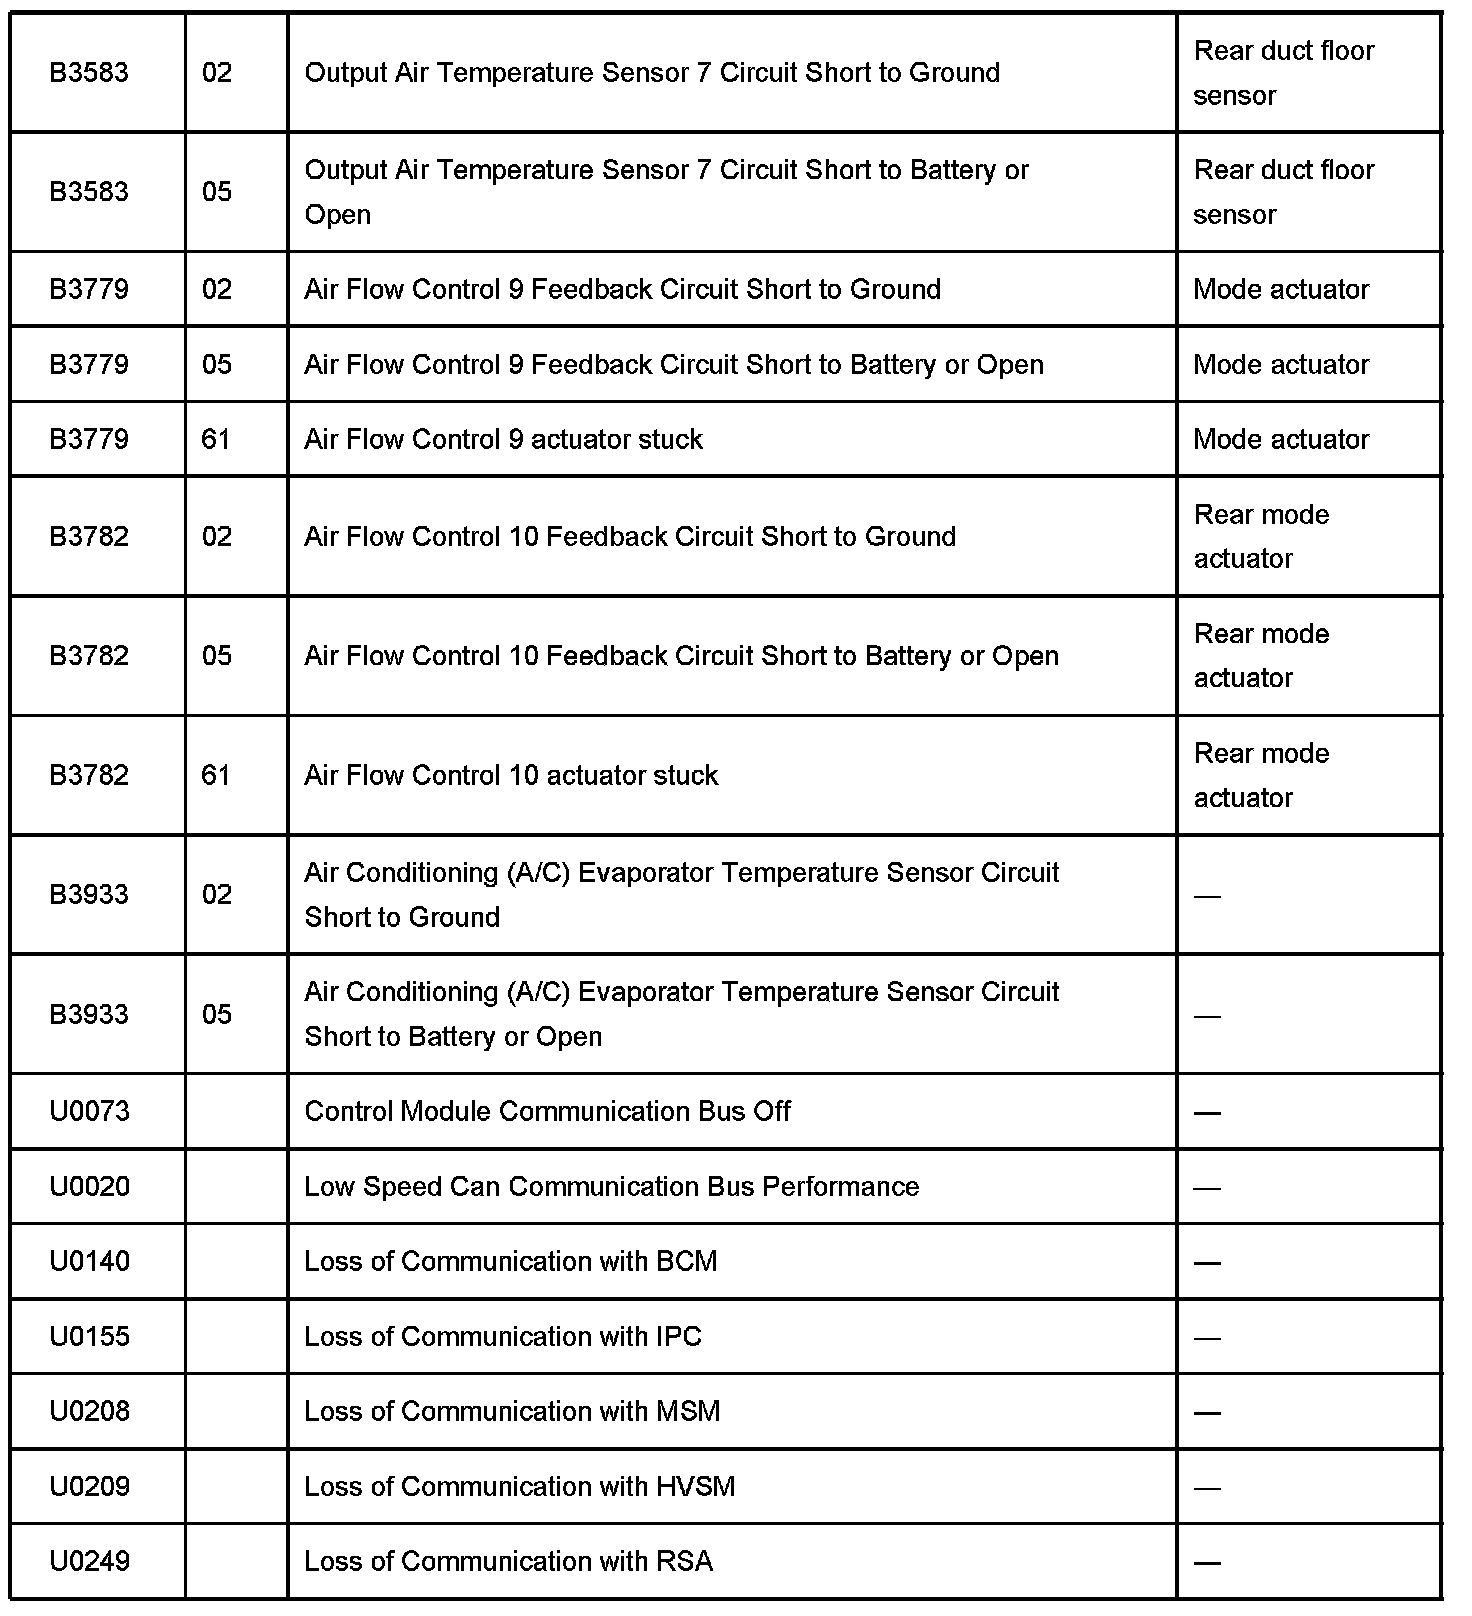 B3583 02 Output Air Temperature Sensor 7 Circuit Short to Ground Rear duct floor
sensor
B3583 05 Output Air Temperature Sensor 7 Circuit Short to Battery or Rear duct floor
Open sensor
B3779 02 Air Flow Control 9 Feedback Circuit Short to Ground Mode actuator
B3779 05 Air Flow Control 9 Feedback Circuit Short to Battery or Open Mode actuator
B3779 61 Air Flow Control 9 actuator stuck Mode actuator
B3782 02 Air Flow Control 10 Feedback Circuit Short to Ground Rear mode
actuator
B3782 05 Air Flow Control 10 Feedback Circuit Short to Battery or Open Rear mode
actuator
B3782 61 Air Flow Control 10 actuator stuck Rear mode
actuator
B3933 02 Air Conditioning (A/C) Evaporator Temperature Sensor Circuit —
Short to Ground
B3933 05 Air Conditioning (A/C) Evaporator Temperature Sensor Circuit —
Short to Battery or Open
U0073 Control Module Communication Bus Off —
U0020 Low Speed Can Communication Bus Performance —
U0140 Loss of Communication with BCM —
U0155 Loss of Communication with IPC —
U0208 Loss of Communication with MSM —
U0209 Loss of Communication with HVSM —
U0249 Loss of Communication with RSA —